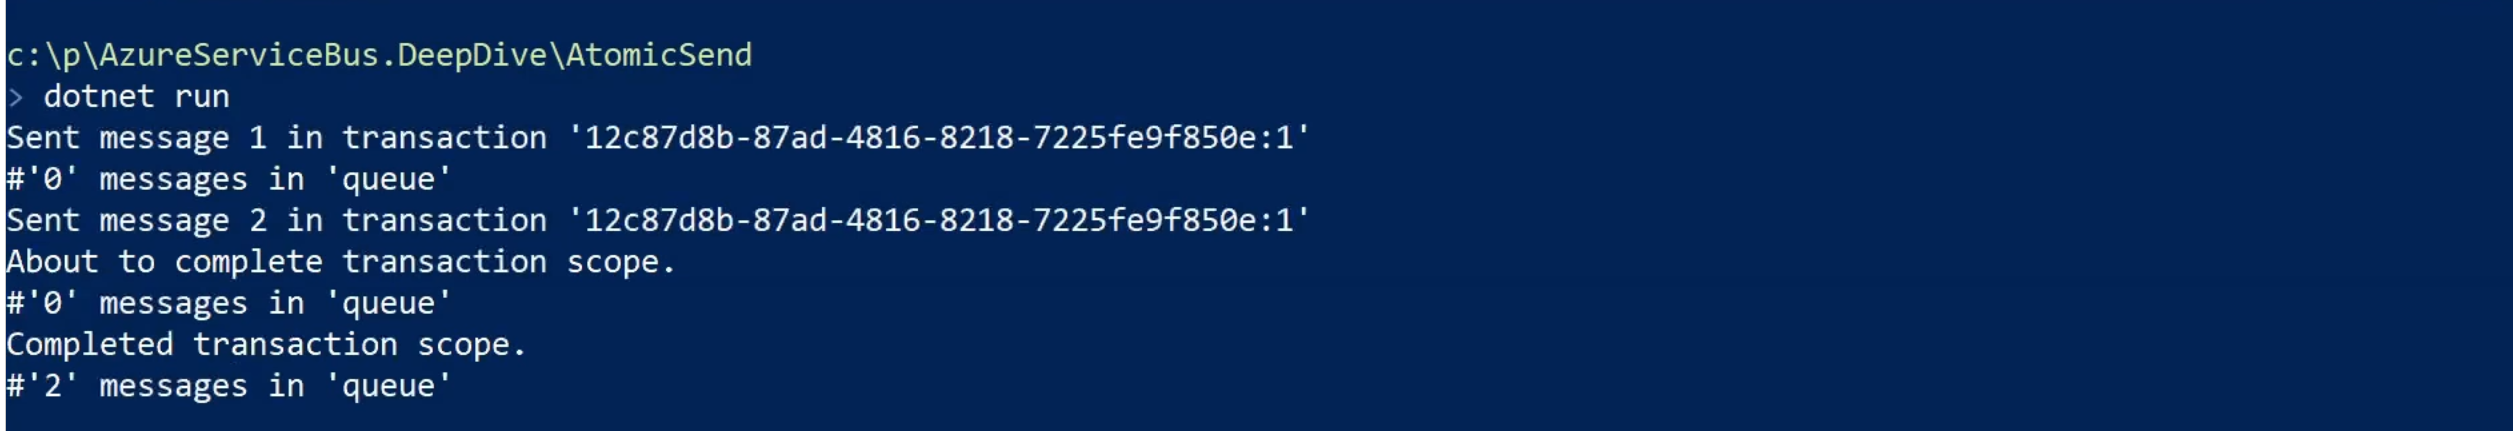 c:\p\AzureServiceBus.DeepDive\AtomicSend
> dotnet run
Sent message 1 in transaction '12c87d8b-87ad-4816-8218-7225fe9f850e:1'
#'0' messages in 'queue'
Sent message 2 in transaction '12c87d8b-87ad-4816-8218-7225fe9f850e:1'
About to complete transaction scope.
#'0' messages in 'queue'
Completed transaction scope.
#'2' messages in 'queue'